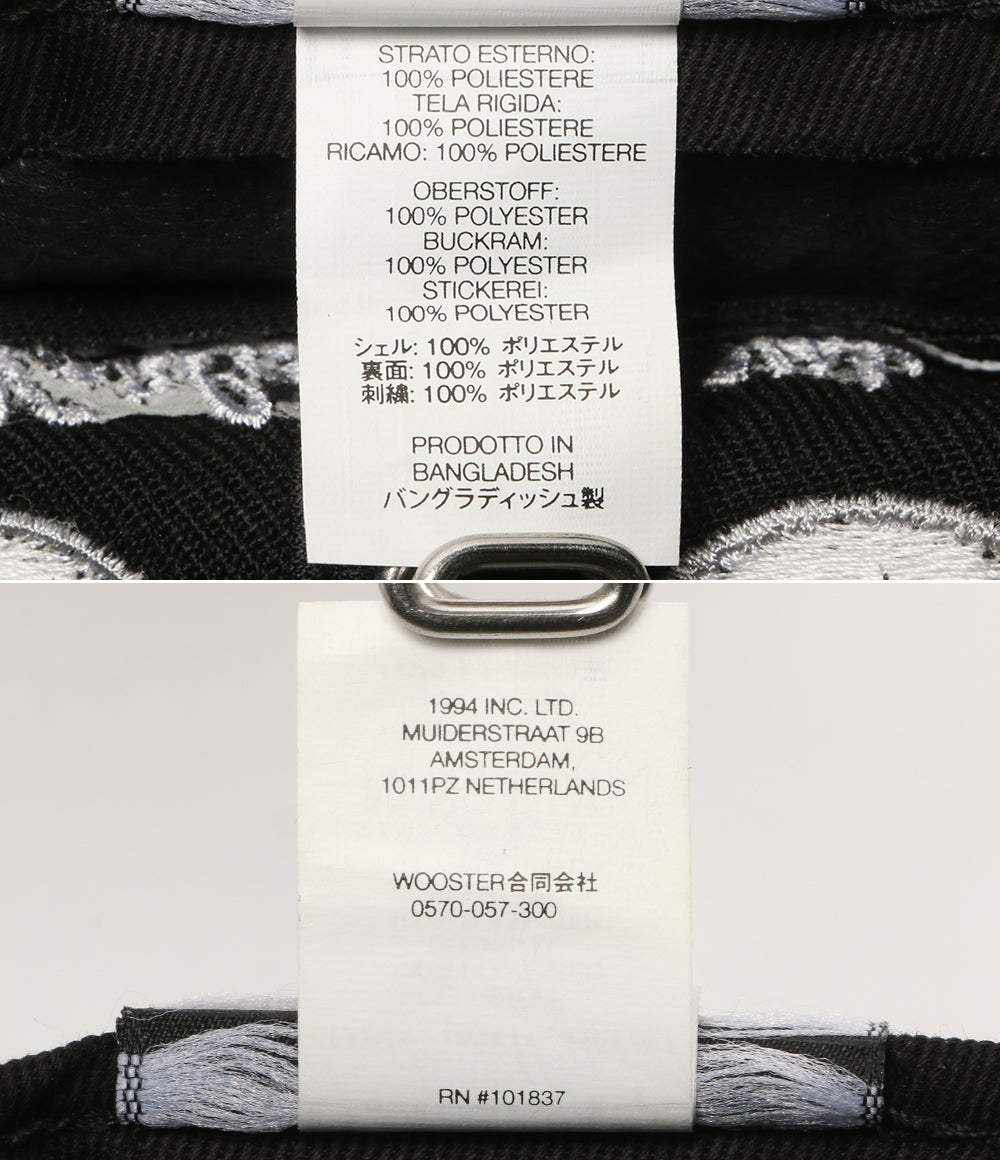 STRATO ESTERNO:
100% POLIESTERE
TELA RIGIDA:
100% POLIESTERE
RICAMO: 100% POLIESTERE
OBERSTOFF:
100% POLYESTER
BUCKRAM:
100% POLYESTER
STICKEREI:
100% POLYESTER
シェル: 100% ポリエステル
裏面: 100% ポリエステル
刺繍: 100% ポリエステル
PRODOTTO IN
BANGLADESH
バングラディッシュ製
1994 INC. LTD.
MUIDERSTRAAT 9B
AMSTERDAM,
1011PZ NETHERLANDS
WOOSTER合同会社
0570-057-300
RN #101837